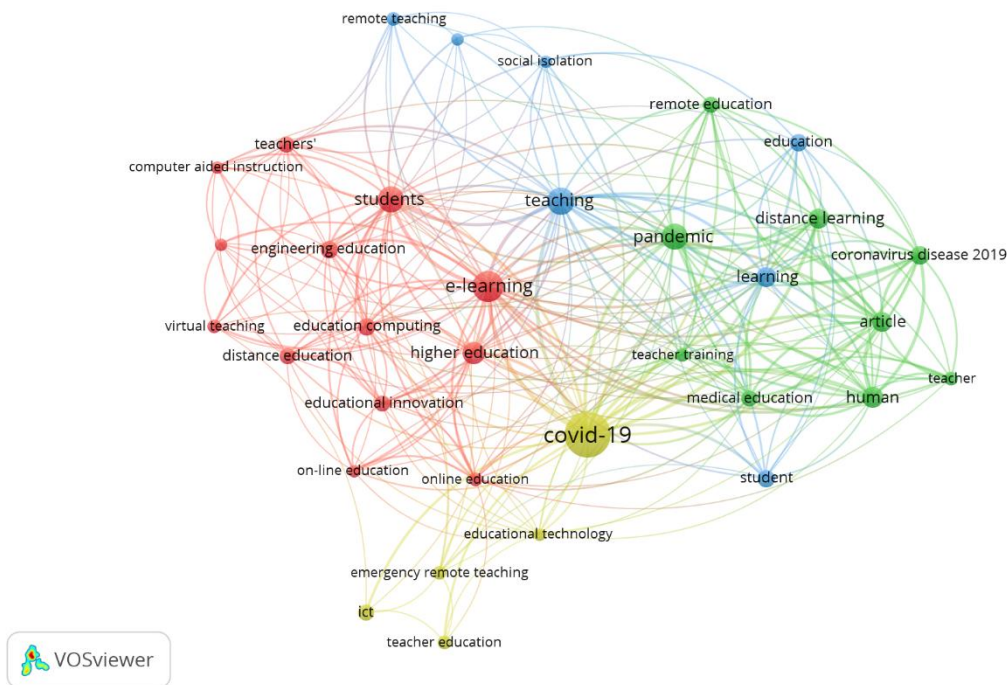 remote teaching
social isolation
remote education
teachers'
education
computer aided instruction
students
teaching
distance learning
pandemic
engineering education
coronavirus disease 2019
learning
e-learning
virtual teaching
education computing
article
distance education
higher education
teacher training
teacher
medical education
human
educational innovation
covid-19
on-line education
online education
student
educational technology
emergency remote teaching
ict
teacher education
VOSviewer